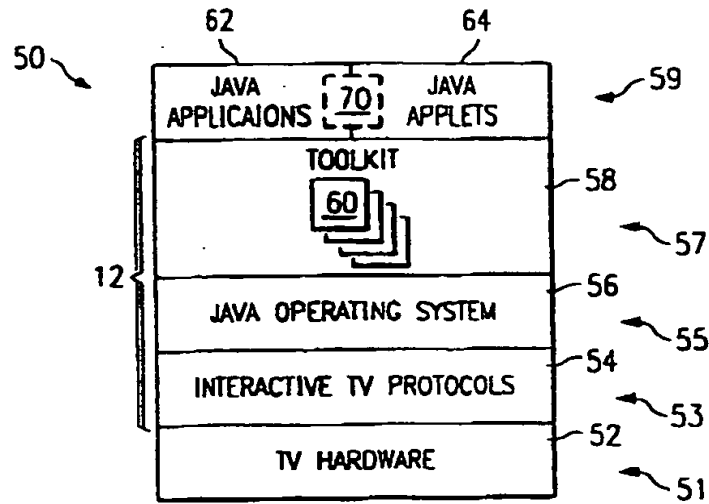 62
64
50
JAVA APPLICAIONS
70
JAVA APPLETS
59
TOOLKIT
58
60
57
12
56
JAVA OPERATING SYSTEM
55
54
INTERACTIVE TV PROTOCOLS
53
52
TV HARDWARE
51